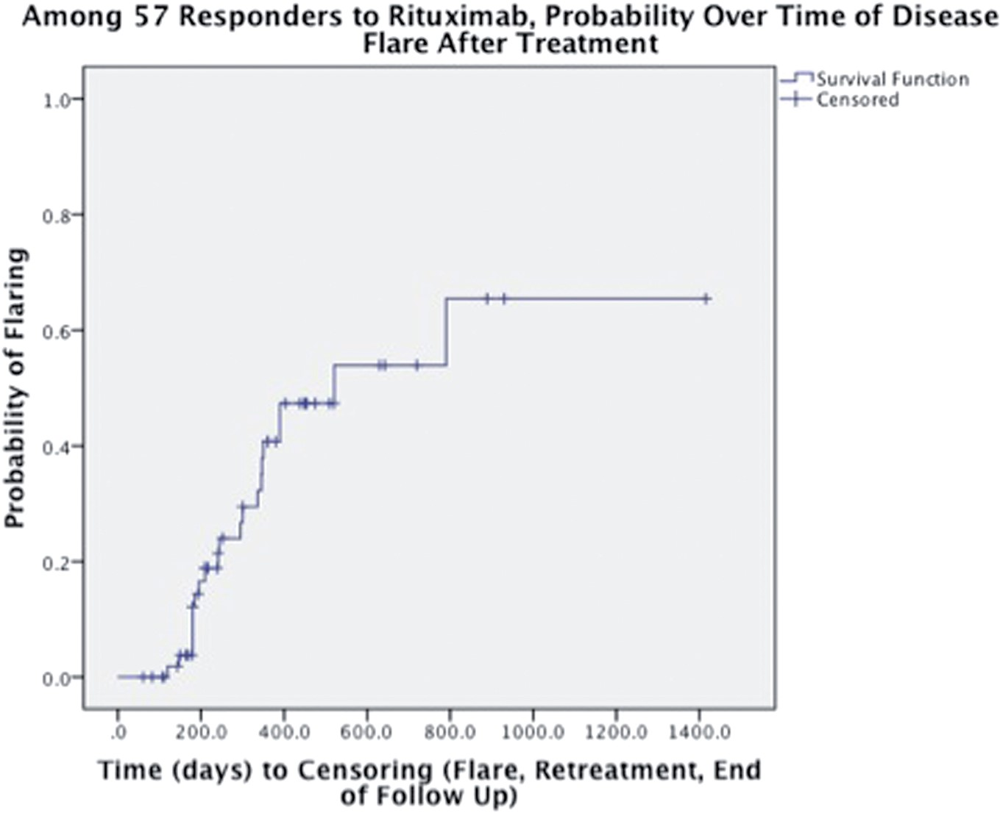 Among 57 Responders to Rituximab, Probability Over Time of Disease
Flare After Treatment
Survival Function
Censored
Probability of Flaring
1.0
0.8
0.6
0.4
0.2
0.0
.0 200.0 400.0 600.0 800.0 1000.0 1200.0 1400.0
Time (days) to Censoring (Flare, Retreatment, End
of Follow Up)